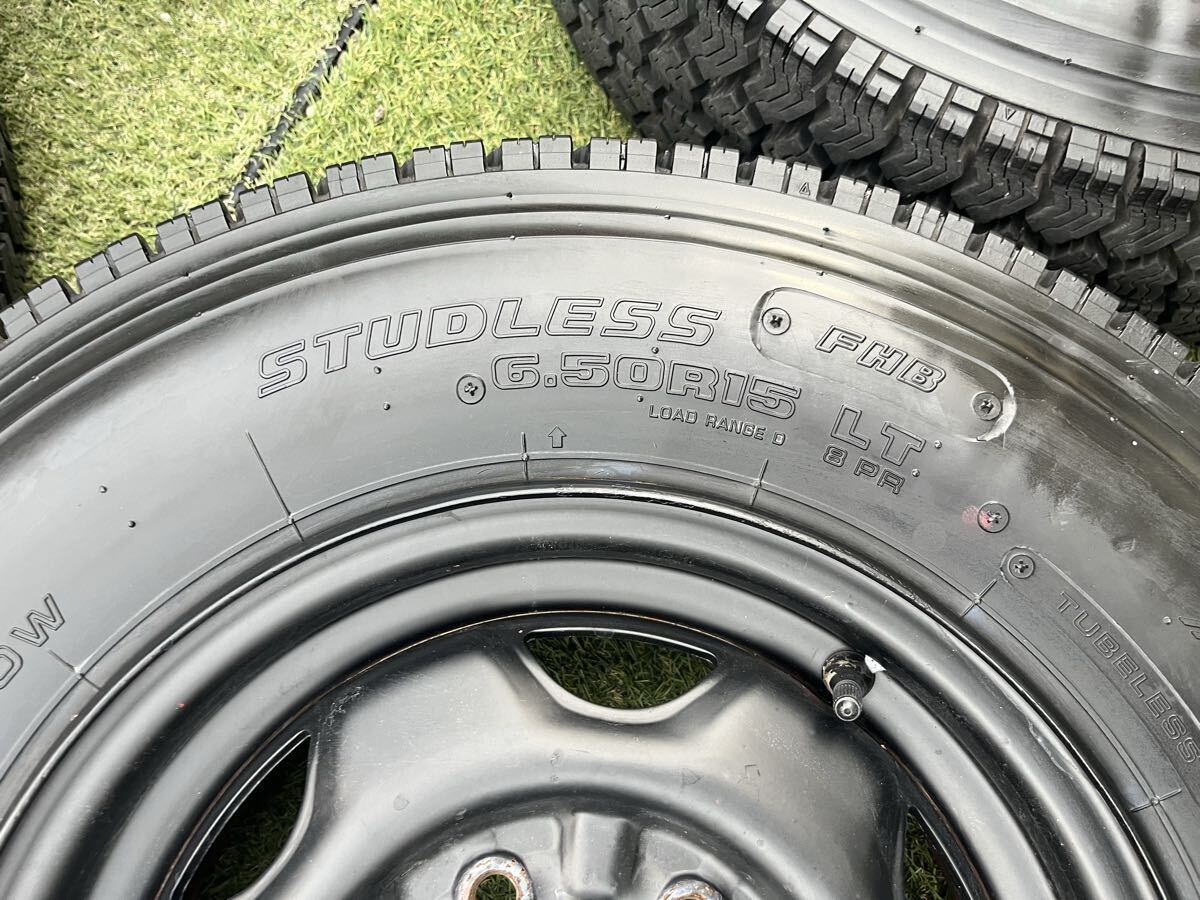 STUDLESS
FHB
6.50R15 LT
LOAD RANGE D
8 PR
TUBELESS